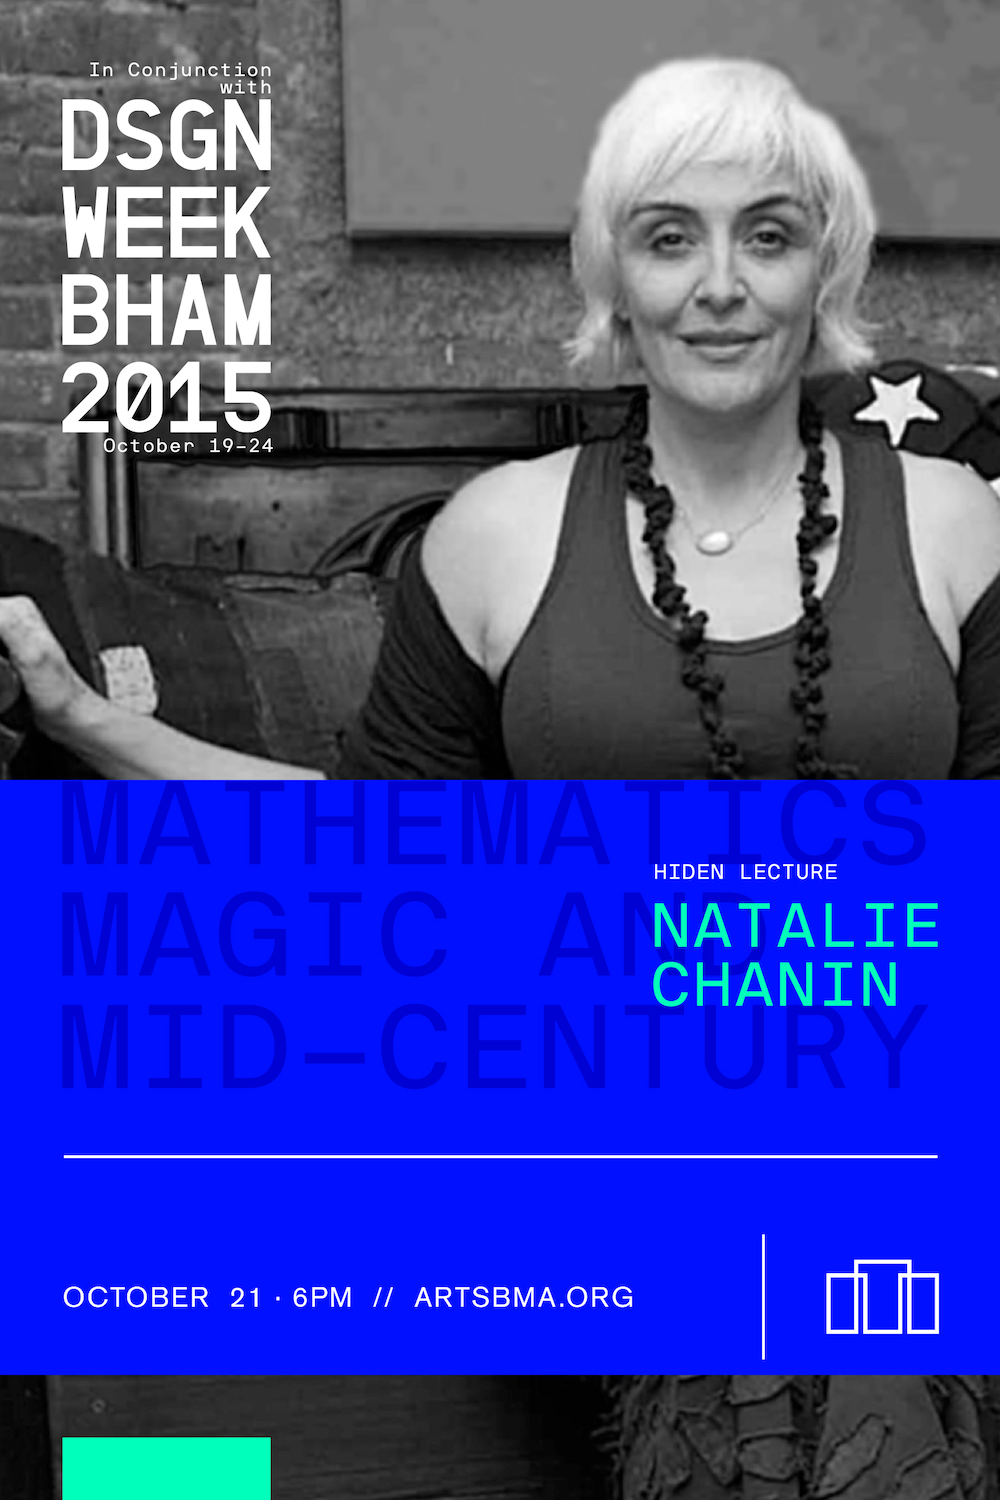 In Conjunction
with
DSGN
WEEK
BHAM
2015
October 19-24
MATHEMATICS
MAGIC AND
MID-CENTURY
HIDEN LECTURE
NATALIE
CHANIN
OCTOBER 21 · 6PM // ARTSBMA.ORG